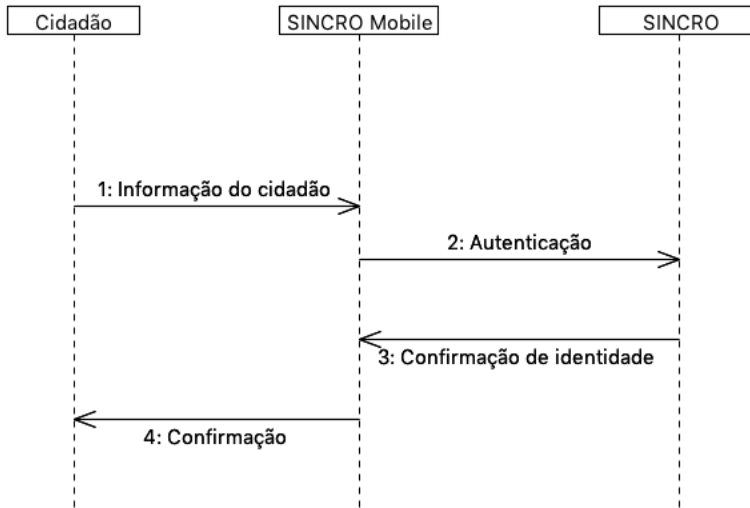 Cidadão
SINCRO Mobile
SINCRO
1: Informação do cidadão
2: Autenticação
3: Confirmação de identidade
4: Confirmação